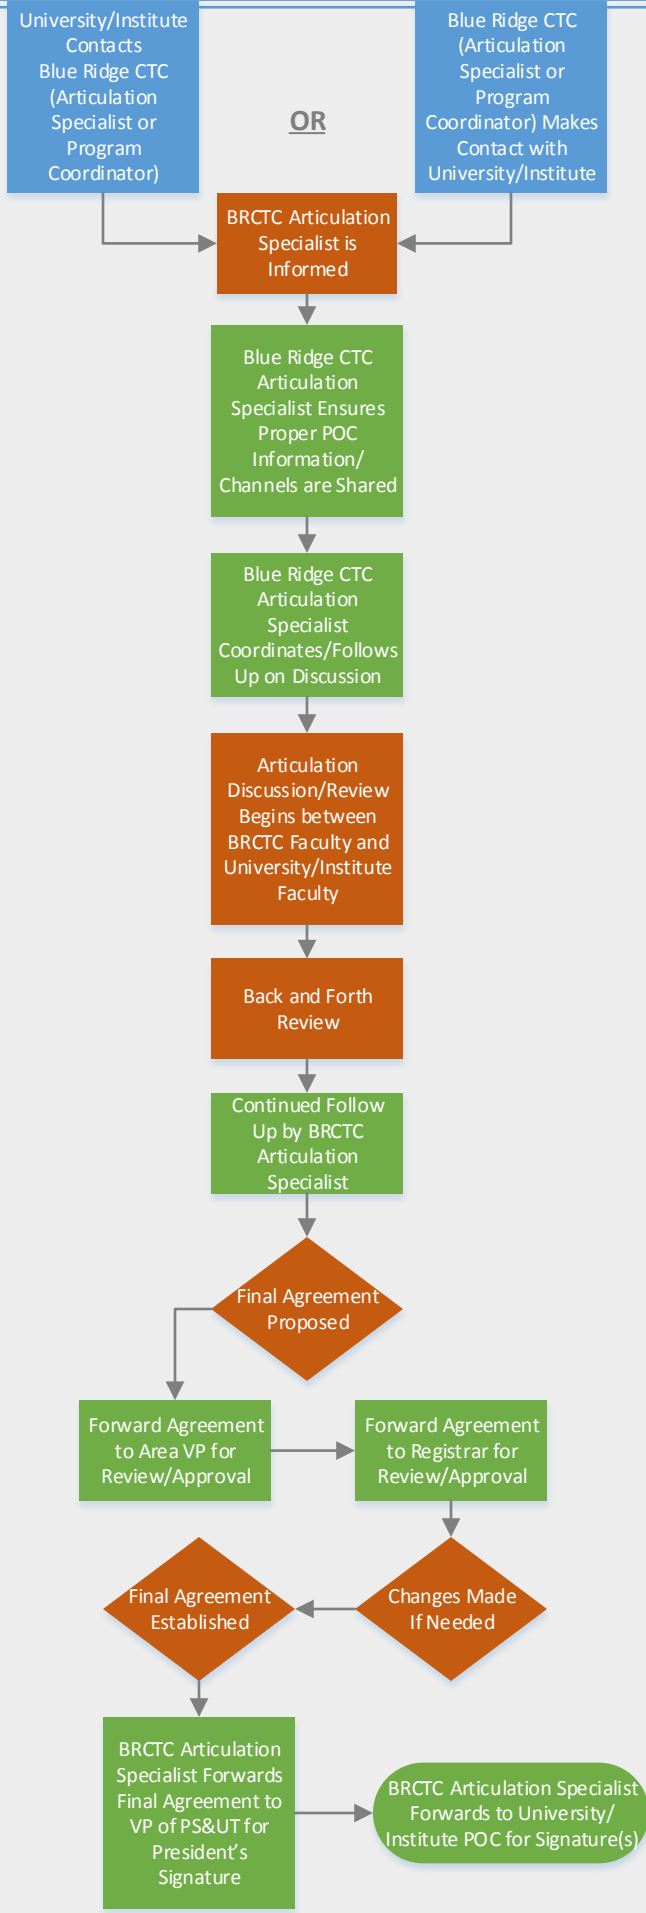 University/Institute
Contacts
Blue Ridge CTC
(Articulation
Specialist or
Program
Coordinator)
OR
Blue Ridge CTC
(Articulation
Specialist or
Program
Coordinator) Makes
Contact with
University/Institute
BRCTC Articulation
Specialist is
Informed
Blue Ridge CTC
Articulation
Specialist Ensures
Proper POC
Information/
Channels are Shared
Blue Ridge CTC
Articulation
Specialist
Coordinates/Follows
Up on Discussion
Articulation
Discussion/Review
Begins between
BRCTC Faculty and
University/Institute
Faculty
Back and Forth
Review
Continued Follow
Up by BRCTC
Articulation
Specialist
Final Agreement
Proposed
Forward Agreement
to Area VP for
Review/Approval
Forward Agreement
to Registrar for
Review/Approval
Changes Made
If Needed
Final Agreement
Established
BRCTC Articulation
Specialist Forwards
Final Agreement to
VP of PS&UT for
President's
Signature
BRCTC Articulation Specialist
Forwards to University/
Institute POC for Signature(s)